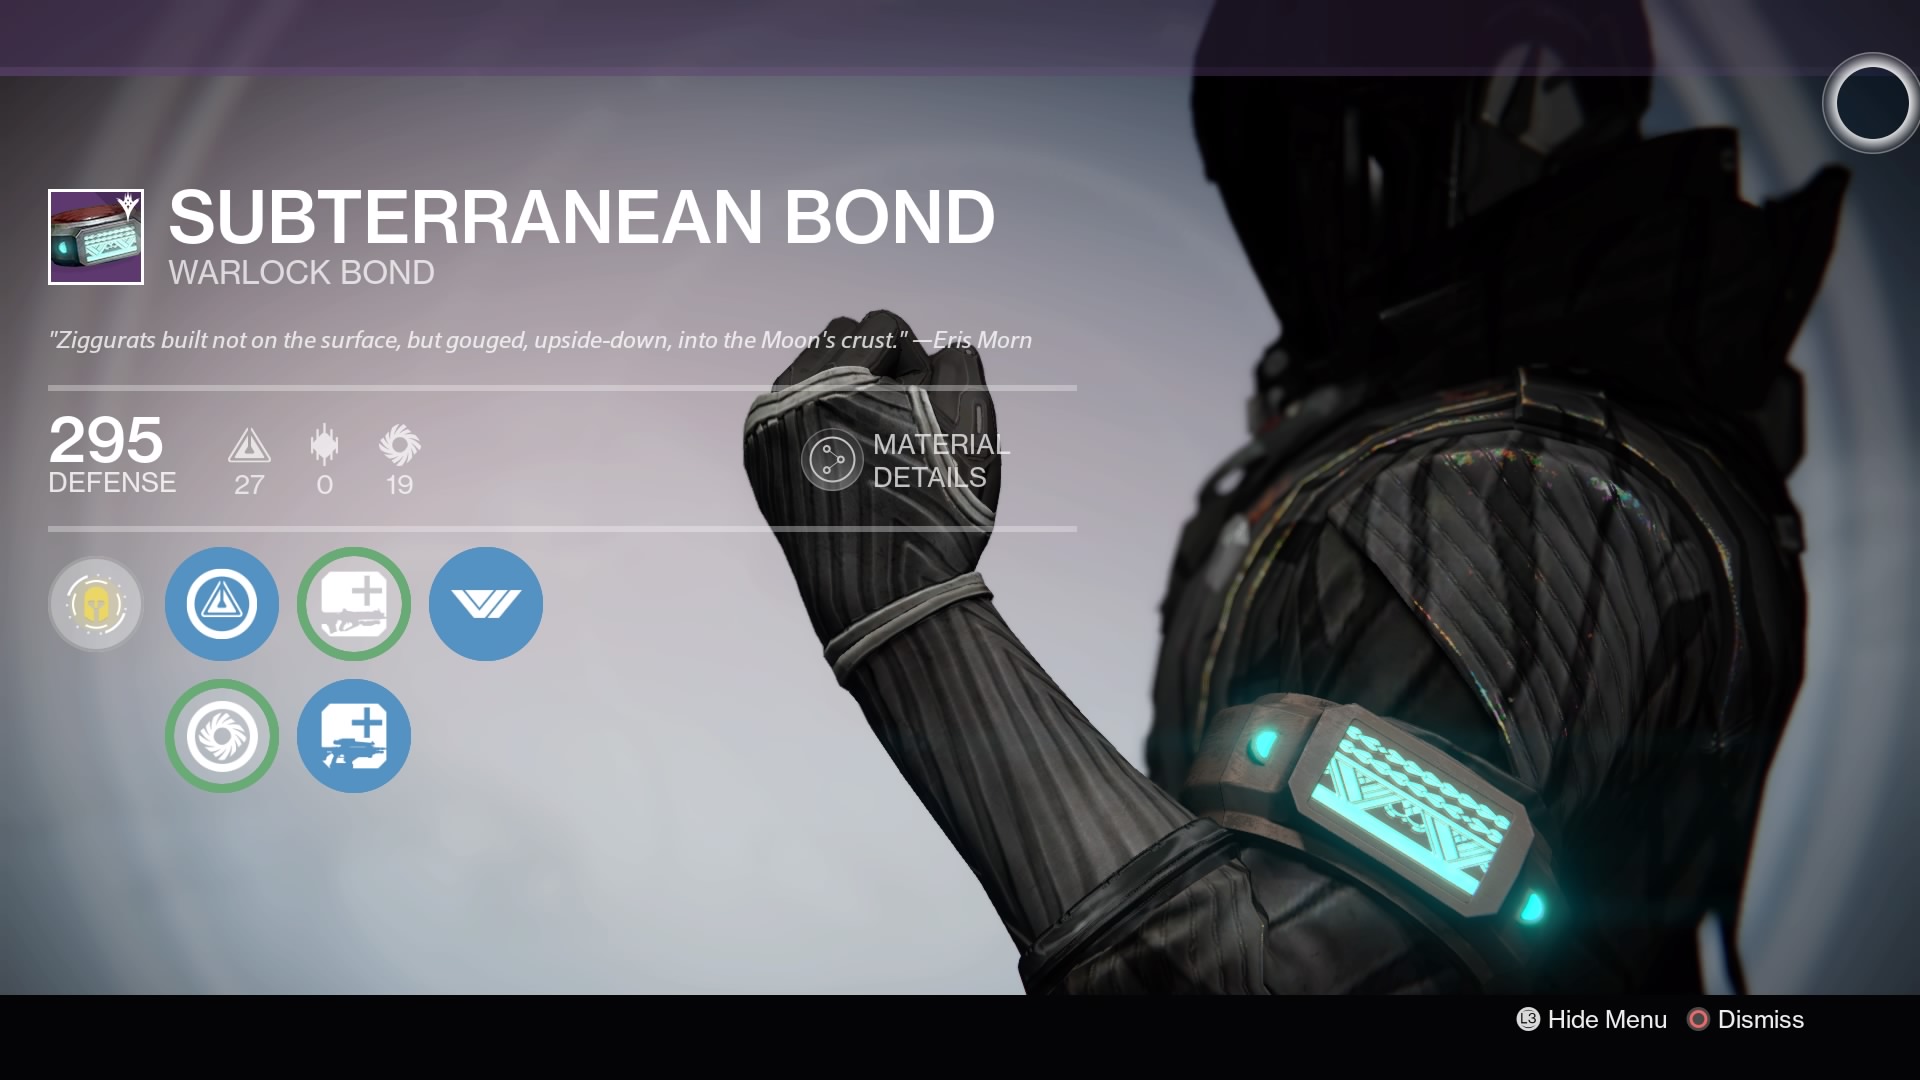 SUBTERRANEAN BOND
WARLOCK BOND
"Ziggurats built not on the surface, but gouged, upside-down, into the Moon's crust." —Eris Morn
295
DEFENSE
27
0
19
MATERIAL
DETAILS
L3 Hide Menu
Dismiss